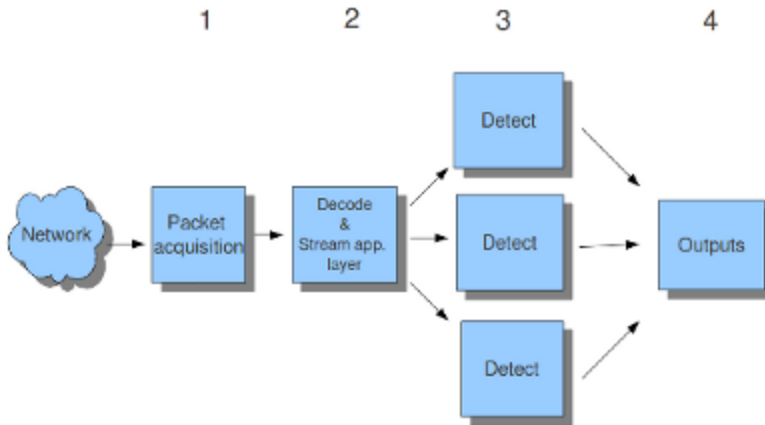 1
2
3
4
Network
Packet
acquisition
Decode
&
Stream app.
layer
Detect
Detect
Detect
Outputs